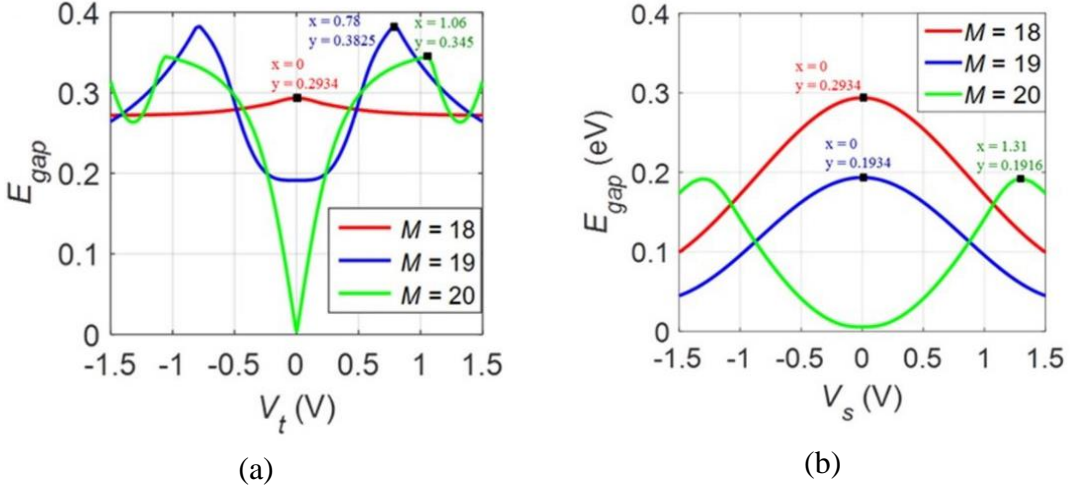 0.4
0.3
0.2
0.1
0
E_gap
x = 0.78
y = 0.3825
x = 1.06
y = 0.345
x = 0
y = 0.2934
M = 18
M = 19
M = 20
-1.5 -1 -0.5 0 0.5 1 1.5
V_t (V)
(a)
0.4
0.3
0.2
0.1
0
E_gap (eV)
M = 18
M = 19
M = 20
x = 0
y = 0.2934
x = 0
y = 0.1934
x = 1.31
y = 0.1916
-1.5 -1 -0.5 0 0.5 1 1.5
V_s (V)
(b)